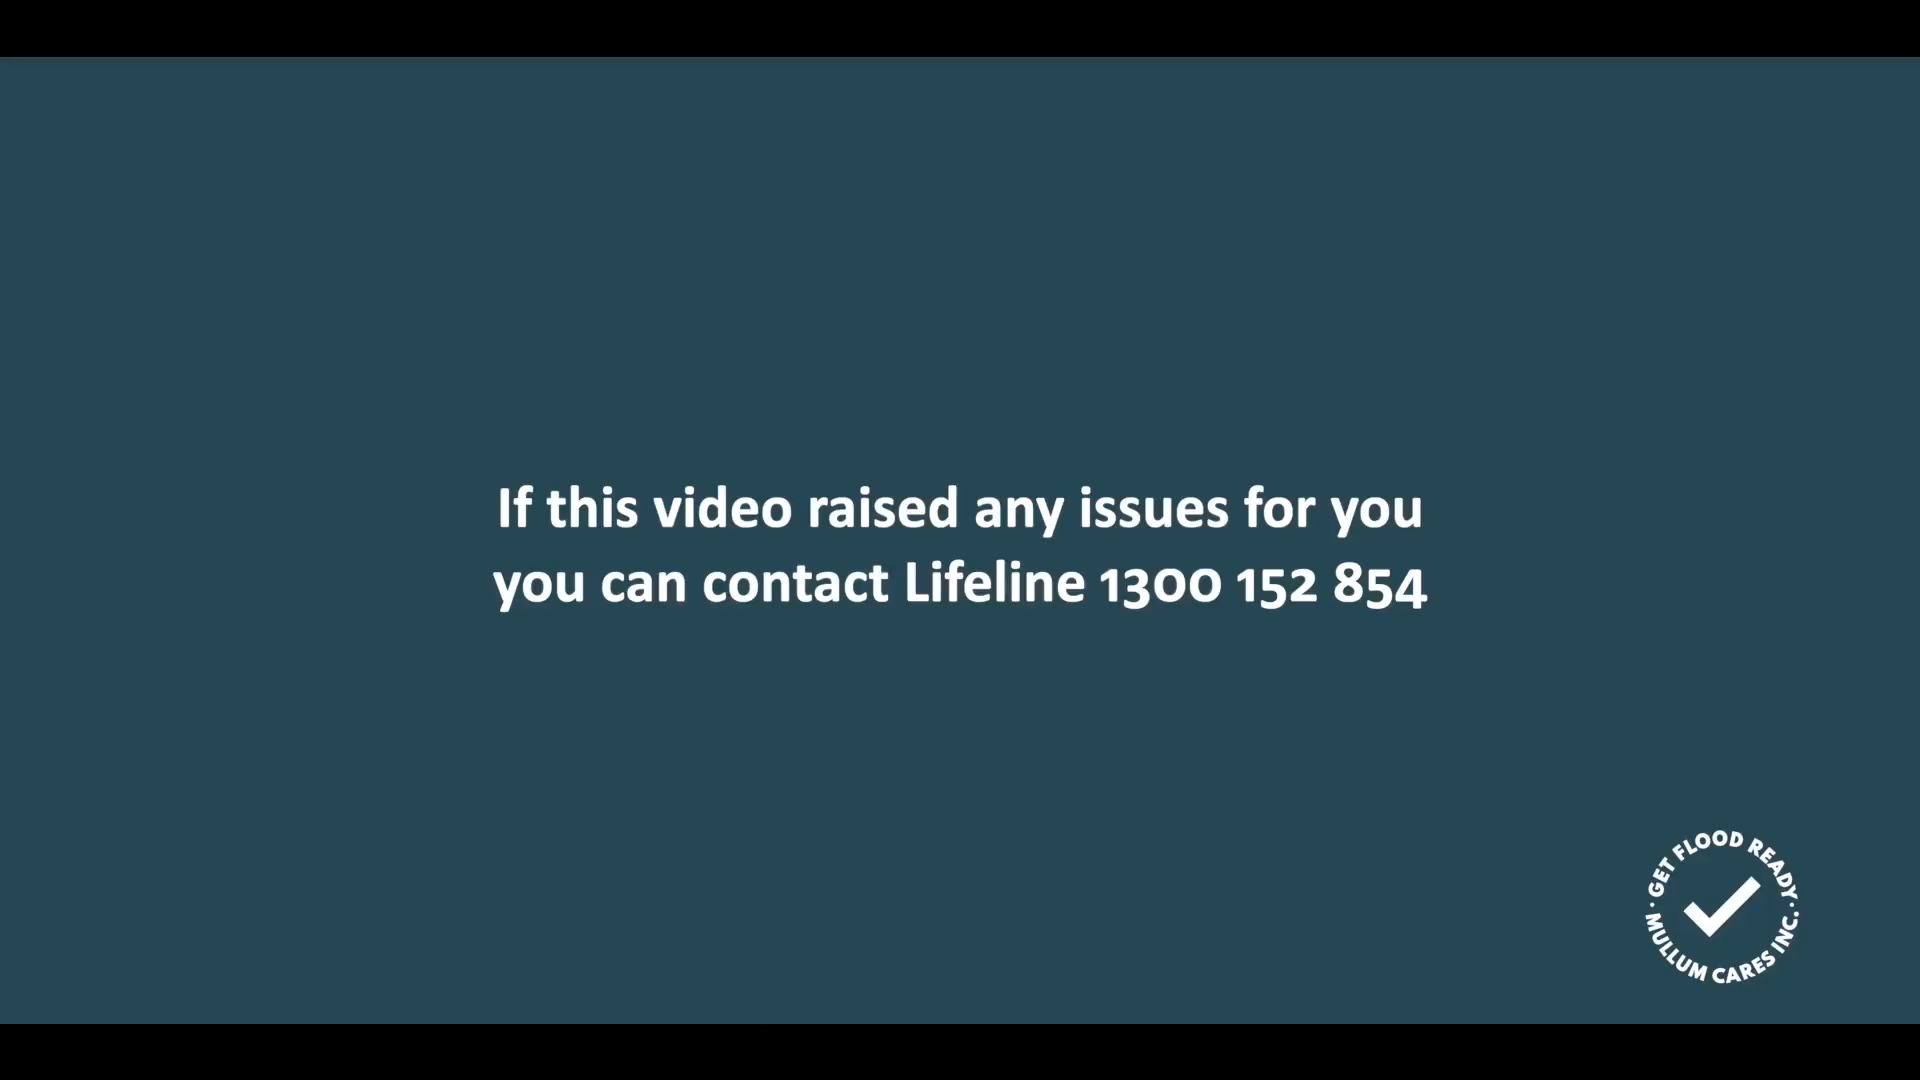 If this video raised any issues for you
you can contact Lifeline 1300 152 854
· GET FLOOD READY ·
MULLUM CARES INC.